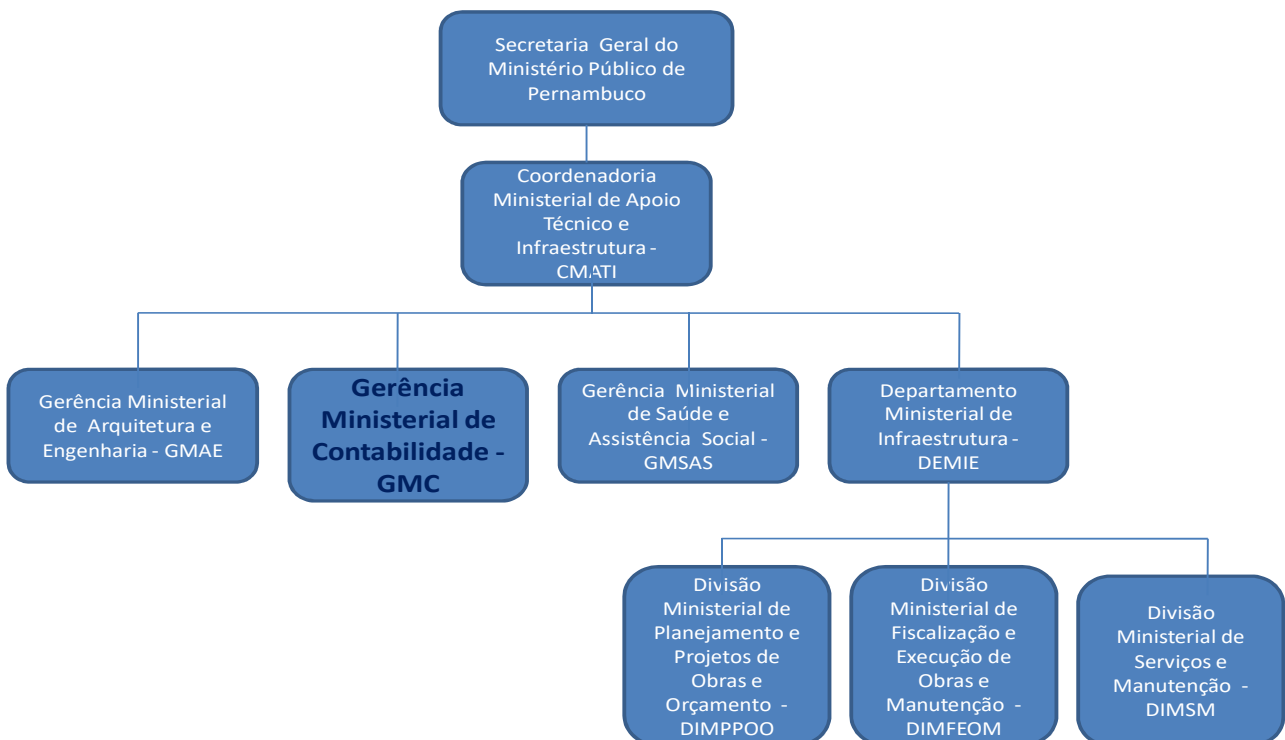 Secretaria Geral do
Ministério Público de
Pernambuco
Coordenadoria
Ministerial de Apoio
Técnico e
Infraestrutura -
CMATI
Gerência Ministerial
de Arquitetura e
Engenharia - GMAE
Gerência
Ministerial de
Contabilidade -
GMC
Gerência Ministerial
de Saúde e
Assistência Social -
GMSAS
Departamento
Ministerial de
Infraestrutura -
DEMIE
Divisão
Ministerial de
Planejamento e
Projetos de
Obras e
Orçamento -
DIMPPOO
Divisão
Ministerial de
Fiscalização e
Execução de
Obras e
Manutenção -
DIMFEOM
Divisão
Ministerial de
Serviços e
Manutenção -
DIMSM